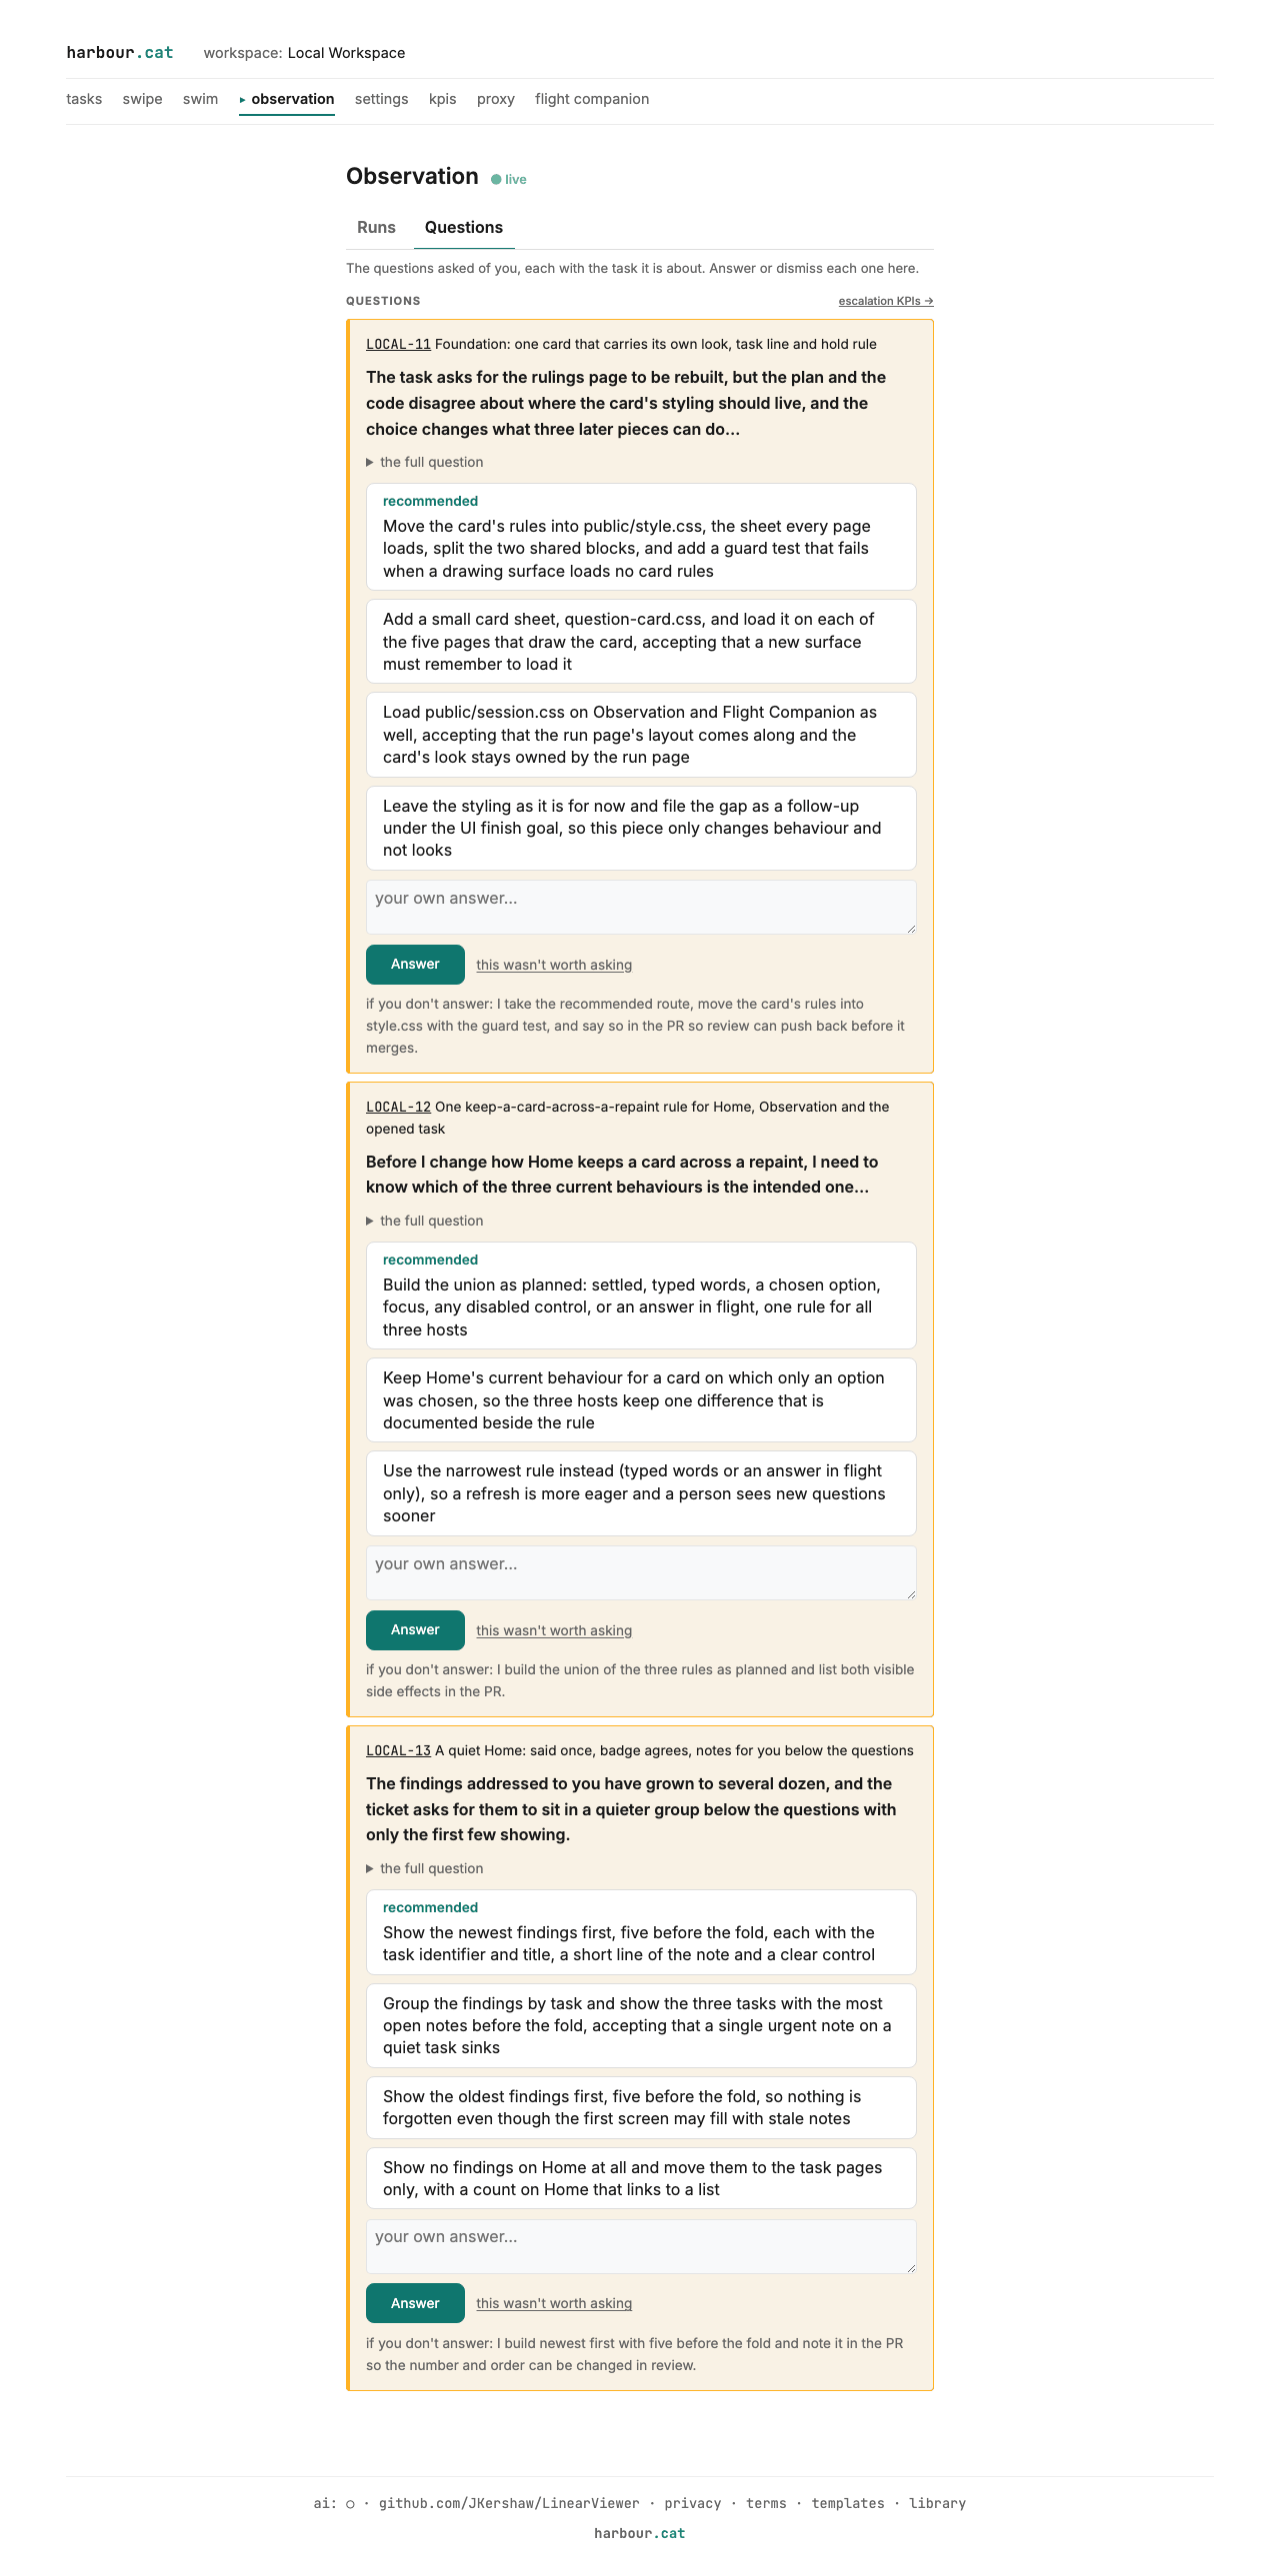 harbour.cat workspace: Local Workspace
tasks swipe swim ▸ observation settings kpis proxy flight companion
Observation ● live
Runs Questions
The questions asked of you, each with the task it is about. Answer or dismiss each one here.
QUESTIONS escalation KPIs →
LOCAL-11 Foundation: one card that carries its own look, task line and hold rule
The task asks for the rulings page to be rebuilt, but the plan and the
code disagree about where the card's styling should live, and the
choice changes what three later pieces can do…
▶ the full question
recommended
Move the card's rules into public/style.css, the sheet every page
loads, split the two shared blocks, and add a guard test that fails
when a drawing surface loads no card rules
Add a small card sheet, question-card.css, and load it on each of
the five pages that draw the card, accepting that a new surface
must remember to load it
Load public/session.css on Observation and Flight Companion as
well, accepting that the run page's layout comes along and the
card's look stays owned by the run page
Leave the styling as it is for now and file the gap as a follow-up
under the UI finish goal, so this piece only changes behaviour and
not looks
your own answer…
Answer this wasn't worth asking
if you don't answer: I take the recommended route, move the card's rules into
style.css with the guard test, and say so in the PR so review can push back before it
merges.
LOCAL-12 One keep-a-card-across-a-repaint rule for Home, Observation and the
opened task
Before I change how Home keeps a card across a repaint, I need to
know which of the three current behaviours is the intended one…
▶ the full question
recommended
Build the union as planned: settled, typed words, a chosen option,
focus, any disabled control, or an answer in flight, one rule for all
three hosts
Keep Home's current behaviour for a card on which only an option
was chosen, so the three hosts keep one difference that is
documented beside the rule
Use the narrowest rule instead (typed words or an answer in flight
only), so a refresh is more eager and a person sees new questions
sooner
your own answer…
Answer this wasn't worth asking
if you don't answer: I build the union of the three rules as planned and list both visible
side effects in the PR.
LOCAL-13 A quiet Home: said once, badge agrees, notes for you below the questions
The findings addressed to you have grown to several dozen, and the
ticket asks for them to sit in a quieter group below the questions with
only the first few showing.
▶ the full question
recommended
Show the newest findings first, five before the fold, each with the
task identifier and title, a short line of the note and a clear control
Group the findings by task and show the three tasks with the most
open notes before the fold, accepting that a single urgent note on a
quiet task sinks
Show the oldest findings first, five before the fold, so nothing is
forgotten even though the first screen may fill with stale notes
Show no findings on Home at all and move them to the task pages
only, with a count on Home that links to a list
your own answer…
Answer this wasn't worth asking
if you don't answer: I build newest first with five before the fold and note it in the PR
so the number and order can be changed in review.
ai: ○ · github.com/JKershaw/LinearViewer · privacy · terms · templates · library
harbour.cat